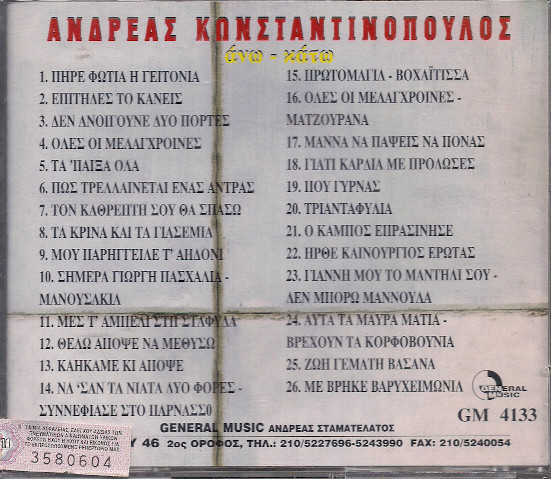 ΑΝΔΡΕΑΣ ΚΩΝΣΤΑΝΤΙΝΟΠΟΥΛΟΣ
άνω - κάτω
1. ΠΗΡΕ ΦΩΤΙΑ Η ΓΕΙΤΟΝΙΑ
2. ΕΠΙΤΗΔΕΣ ΤΟ ΚΑΝΕΙΣ
3. ΔΕΝ ΑΝΟΙΓΟΥΝΕ ΔΥΟ ΠΟΡΤΕΣ
4. ΟΛΕΣ ΟΙ ΜΕΛΑΓΧΡΟΙΝΕΣ
5. ΤΑ 'ΠΑΙΞΑ ΟΛΑ
6. ΠΩΣ ΤΡΕΛΛΑΙΝΕΤΑΙ ΕΝΑΣ ΑΝΤΡΑΣ
7. ΤΟΝ ΚΑΘΡΕΠΤΗ ΣΟΥ ΘΑ ΣΠΑΣΩ
8. ΤΑ ΚΡΙΝΑ ΚΑΙ ΤΑ ΓΙΑΣΕΜΙΑ
9. ΜΟΥ ΠΑΡΗΓΓΕΙΛΕ Τ' ΑΗΔΟΝΙ
10. ΣΗΜΕΡΑ ΓΙΩΡΓΗ ΠΑΣΧΑΛΙΑ -
ΜΑΝΟΥΣΑΚΙΑ
11. ΜΕΣ Τ' ΑΜΠΕΛΙ ΣΤΗ ΣΤΑΦΥΔΑ
12. ΘΕΛΩ ΑΠΟΨΕ ΝΑ ΜΕΘΥΣΩ
13. ΚΑΗΚΑΜΕ ΚΙ ΑΠΟΨΕ
14. ΝΑ 'ΣΑΝ ΤΑ ΝΙΑΤΑ ΔΥΟ ΦΟΡΕΣ -
ΣΥΝΝΕΦΙΑΣΕ ΣΤΟ ΠΑΡΝΑΣΣΟ
15. ΠΡΩΤΟΜΑΓΙΑ - ΒΟΧΑΪΤΙΣΣΑ
16. ΟΛΕΣ ΟΙ ΜΕΛΑΓΧΡΟΙΝΕΣ -
ΜΑΤΖΟΥΡΑΝΑ
17. ΜΑΝΝΑ ΝΑ ΠΑΨΕΙΣ ΝΑ ΠΟΝΑΣ
18. ΓΙΑΤΙ ΚΑΡΔΙΑ ΜΕ ΠΡΟΔΩΣΕΣ
19. ΠΟΥ ΓΥΡΝΑΣ
20. ΤΡΙΑΝΤΑΦΥΛΙΑ
21. Ο ΚΑΜΠΟΣ ΕΠΡΑΣΙΝΗΣΕ
22. ΗΡΘΕ ΚΑΙΝΟΥΡΓΙΟΣ ΕΡΩΤΑΣ
23. ΓΙΑΝΝΗ ΜΟΥ ΤΟ ΜΑΝΤΗΛΙ ΣΟΥ -
ΔΕΝ ΜΠΟΡΩ ΜΑΝΝΟΥΛΑ
24. ΑΥΤΑ ΤΑ ΜΑΥΡΑ ΜΑΤΙΑ -
ΒΡΕΧΟΥΝ ΤΑ ΚΟΡΦΟΒΟΥΝΙΑ
25. ΖΩΗ ΓΕΜΑΤΗ ΒΑΣΑΝΑ
26. ΜΕ ΒΡΗΚΕ ΒΑΡΥΧΕΙΜΩΝΙΑ
GENERAL
MUSIC
GM 4133
GENERAL MUSIC ΑΝΔΡΕΑΣ ΣΤΑΜΑΤΕΛΑΤΟΣ
46 2ος ΟΡΟΦΟΣ, ΤΗΛ.: 210/5227696-5243990 FAX: 210/5240054
3580604